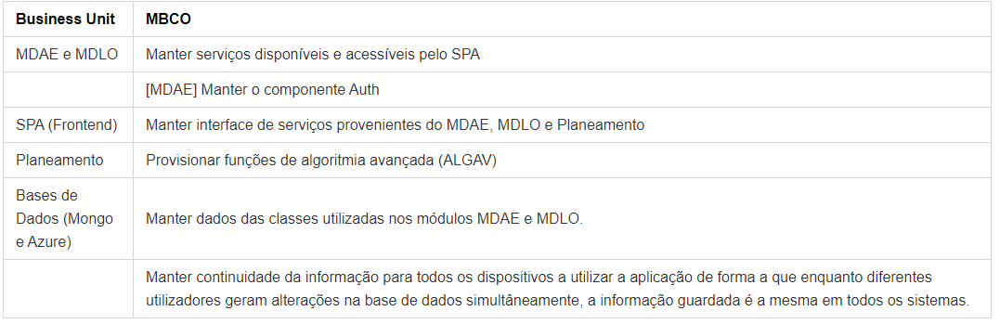 Business Unit MBCO
MDAE e MDLO Manter serviços disponíveis e acessíveis pelo SPA
[MDAE] Manter o componente Auth
SPA (Frontend) Manter interface de serviços provenientes do MDAE, MDLO e Planeamento
Planeamento Provisionar funções de algoritmia avançada (ALGAV)
Bases de
Dados (Mongo
e Azure)
Manter dados das classes utilizadas nos módulos MDAE e MDLO.
Manter continuidade da informação para todos os dispositivos a utilizar a aplicação de forma a que enquanto diferentes
utilizadores geram alterações na base de dados simultâneamente, a informação guardada é a mesma em todos os sistemas.